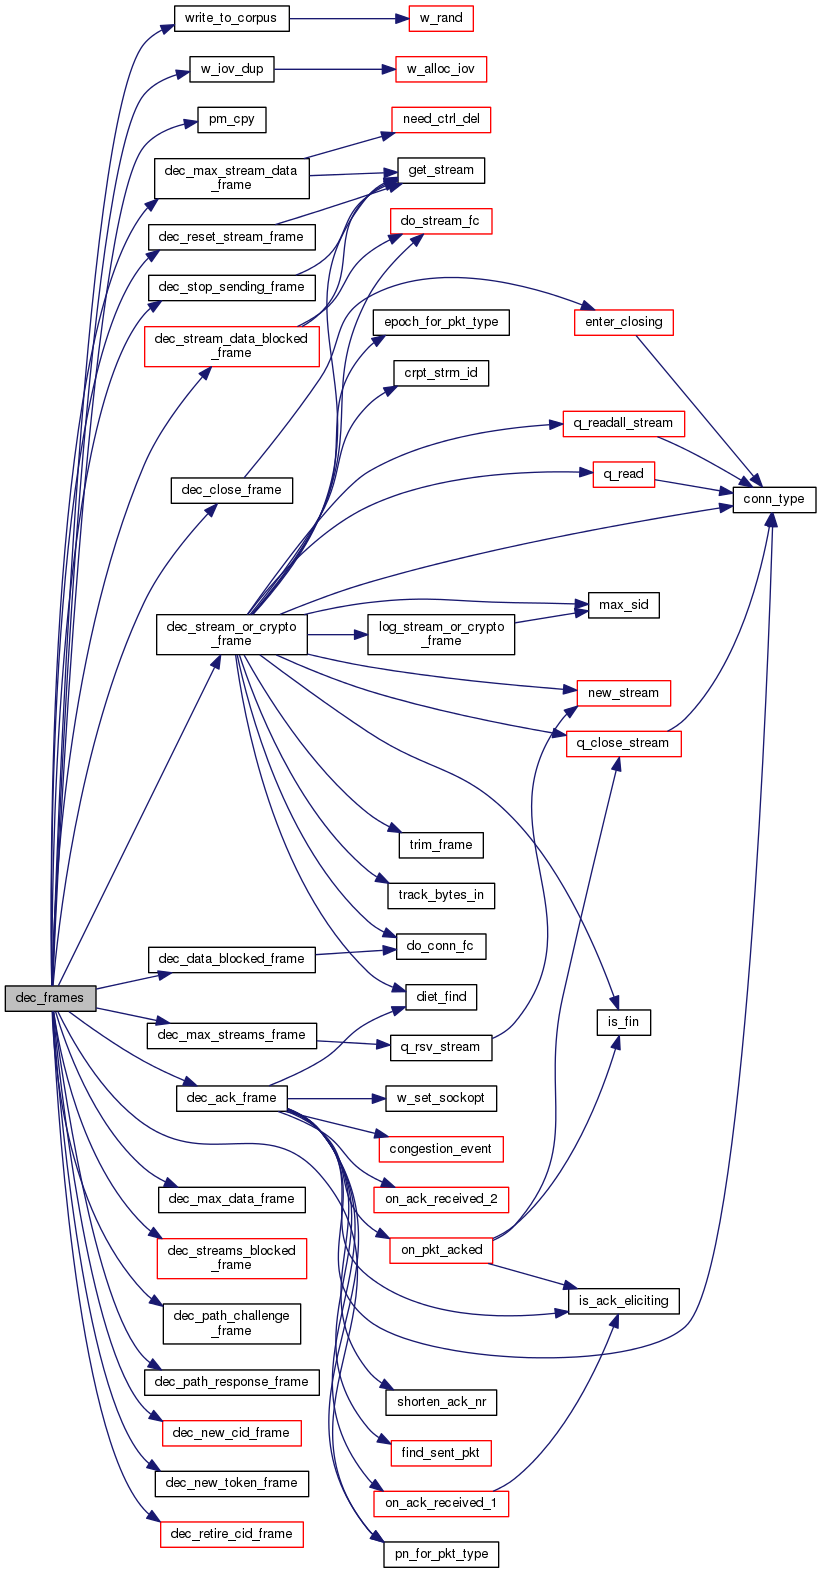 write_to_corpus
w_rand
w_iov_dup
w_alloc_iov
pm_cpy
need_ctrl_del
dec_max_stream_data
_frame
get_stream
dec_reset_stream_frame
do_stream_fc
dec_stop_sending_frame
dec_stream_data_blocked
_frame
epoch_for_pkt_type
enter_closing
crpt_strm_id
q_readall_stream
q_read
dec_close_frame
conn_type
dec_stream_or_crypto
_frame
log_stream_or_crypto
_frame
max_sid
new_stream
q_close_stream
trim_frame
track_bytes_in
dec_data_blocked_frame
do_conn_fc
dec_frames
diet_find
dec_max_streams_frame
q_rsv_stream
is_fin
dec_ack_frame
w_set_sockopt
congestion_event
dec_max_data_frame
on_ack_received_2
dec_streams_blocked
_frame
on_pkt_acked
is_ack_eliciting
dec_path_challenge
_frame
dec_path_response_frame
shorten_ack_nr
dec_new_cid_frame
find_sent_pkt
dec_new_token_frame
on_ack_received_1
dec_retire_cid_frame
pn_for_pkt_type